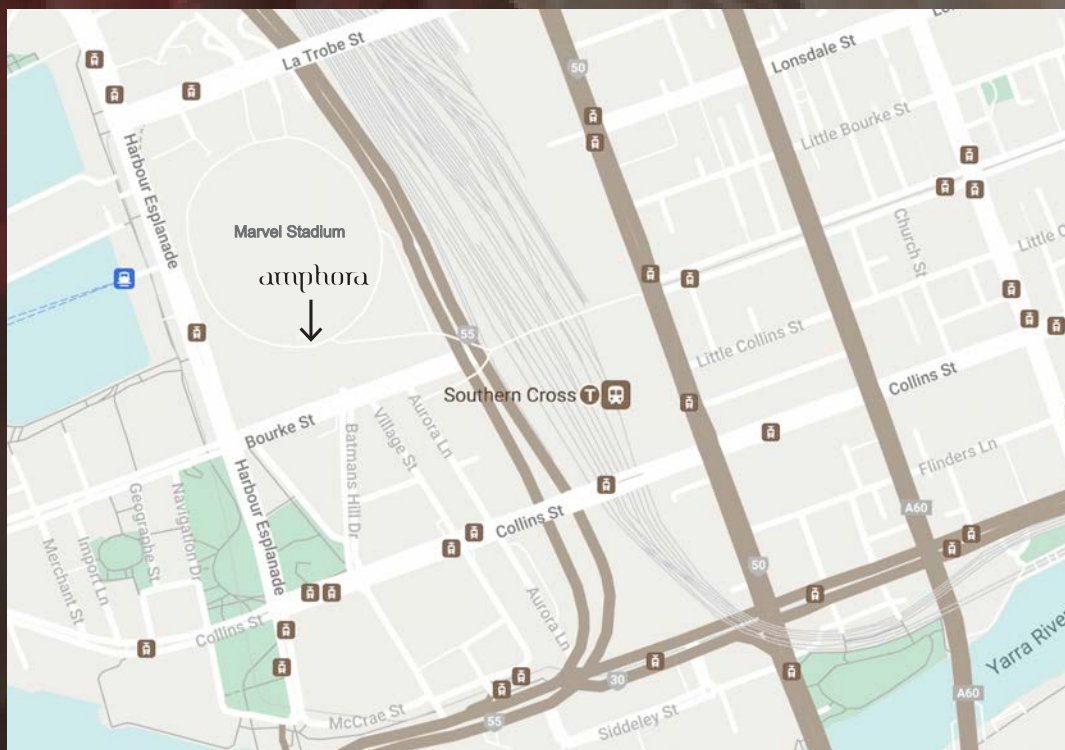 La Trobe St
50
Lonsdale St
Little Bourke St
Harbour Esplanade
Marvel Stadium
amphora
Church St
55
Little Collins St
Southern Cross T
Collins St
Bourke St
Batmans Hill Dr
Village St
Aurora Ln
Flinders Ln
Harbour Esplanade
Geographe St
Navigation Dr
Import Ln
Merchant St
Collins St
A60
50
Collins St
Aurora Ln
Yarra River
30
A60
McCrae St
55
Siddeley St